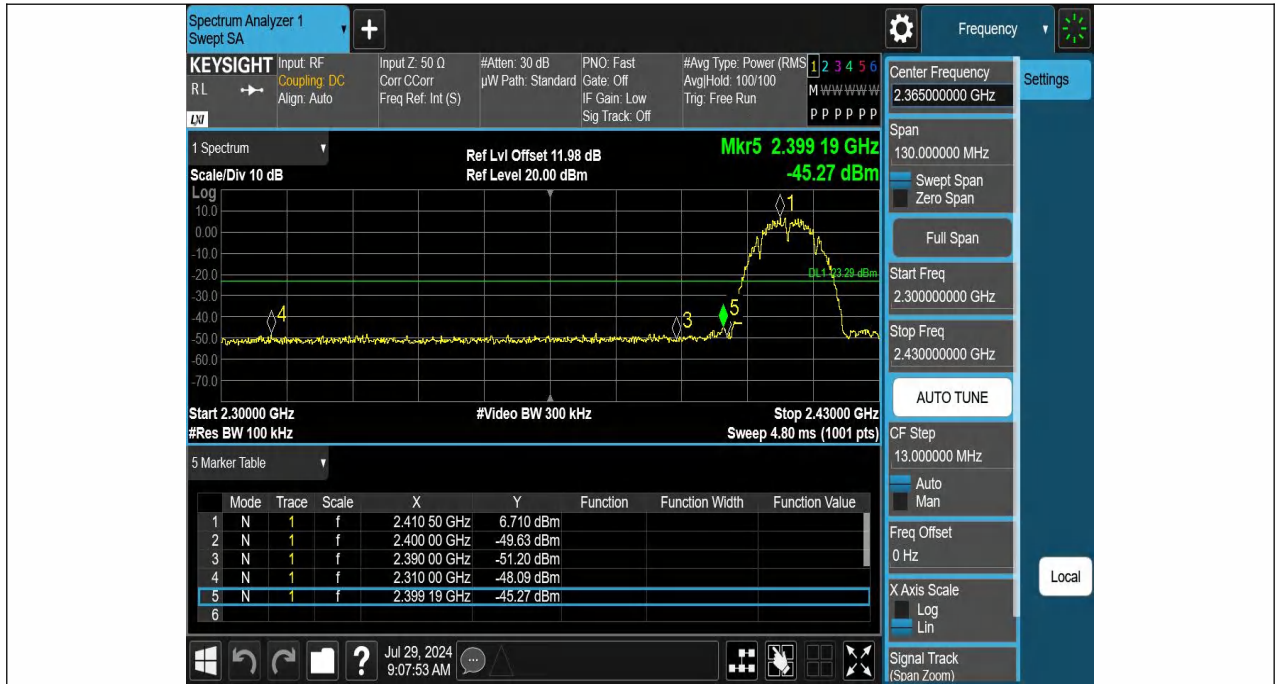 Spectrum Analyzer 1
Swept SA
+
Frequency
KEYSIGHT
RL
LXI
Input: RF
Coupling: DC
Align: Auto
Input Z: 50 Ω
Corr CCorr
Freq Ref: Int (S)
#Atten: 30 dB
µW Path: Standard
PNO: Fast
Gate: Off
IF Gain: Low
Sig Track: Off
#Avg Type: Power (RMS
Avg|Hold: 100/100
Trig: Free Run
1 2 3 4 5 6
M W W W W W
P P P P P P
1 Spectrum
Scale/Div 10 dB
Ref Lvl Offset 11.98 dB
Ref Level 20.00 dBm
Mkr5 2.399 19 GHz
-45.27 dBm
Log
10.0
0.00
-10.0
-20.0
-30.0
-40.0
-50.0
-60.0
-70.0
1
DL1 -23.29 dBm
4
3
5
Start 2.30000 GHz
#Video BW 300 kHz
Stop 2.43000 GHz
#Res BW 100 kHz
Sweep 4.80 ms (1001 pts)
5 Marker Table
Mode Trace Scale X Y Function Function Width Function Value
1 N 1 f 2.410 50 GHz 6.710 dBm
2 N 1 f 2.400 00 GHz -49.63 dBm
3 N 1 f 2.390 00 GHz -51.20 dBm
4 N 1 f 2.310 00 GHz -48.09 dBm
5 N 1 f 2.399 19 GHz -45.27 dBm
6
Center Frequency
2.365000000 GHz
Settings
Span
130.000000 MHz
Swept Span
Zero Span
Full Span
Start Freq
2.300000000 GHz
Stop Freq
2.430000000 GHz
AUTO TUNE
CF Step
13.000000 MHz
Auto
Man
Freq Offset
0 Hz
X Axis Scale
Log
Lin
Local
Signal Track
(Span Zoom)
?
Jul 29, 2024
9:07:53 AM